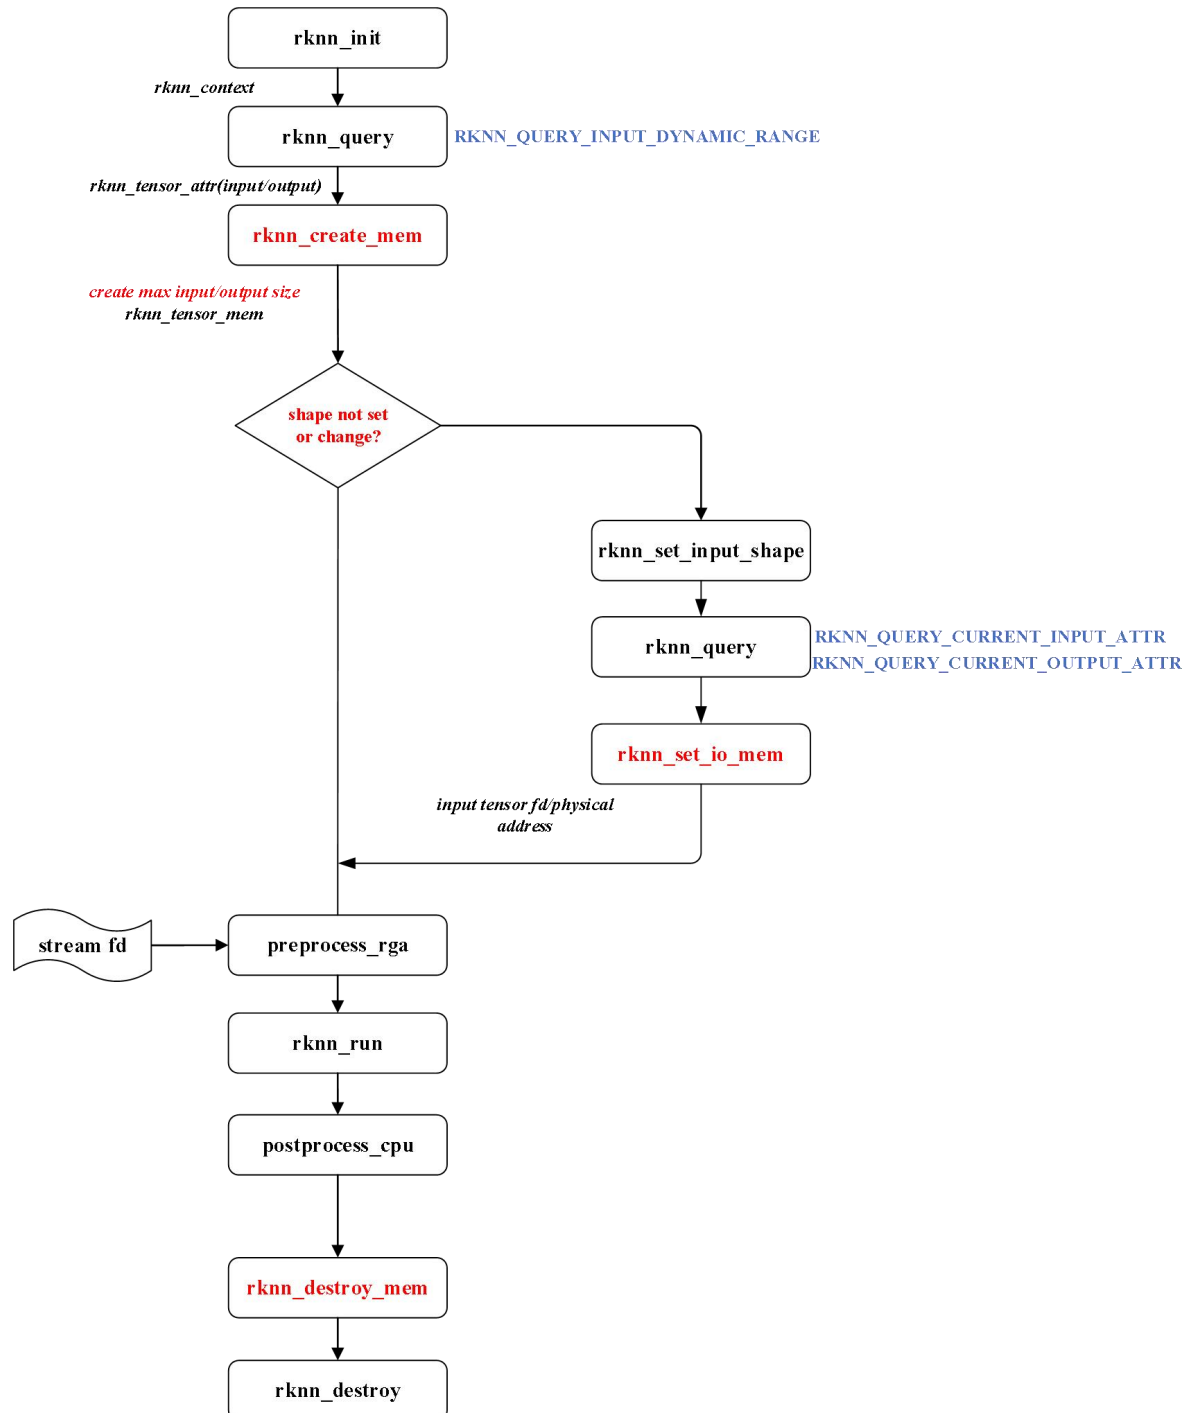 rknn_init
rknn_context
rknn_query
RKNN_QUERY_INPUT_DYNAMIC_RANGE
rknn_tensor_attr(input/output)
rknn_create_mem
create max input/output size
rknn_tensor_mem
shape not set
or change?
rknn_set_input_shape
rknn_query
RKNN_QUERY_CURRENT_INPUT_ATTR
RKNN_QUERY_CURRENT_OUTPUT_ATTR
rknn_set_io_mem
input tensor fd/physical
address
stream fd
preprocess_rga
rknn_run
postprocess_cpu
rknn_destroy_mem
rknn_destroy